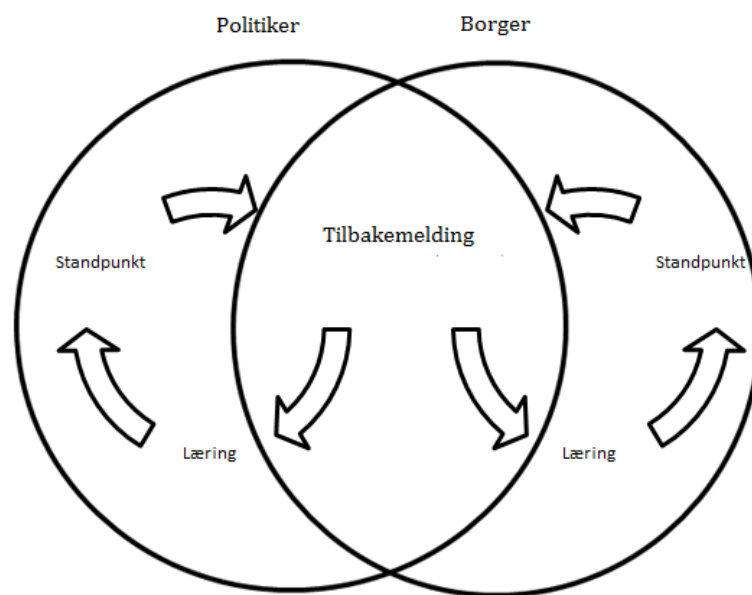 Politiker
Borger
Tilbakemelding
Standpunkt
Standpunkt
Læring
Læring